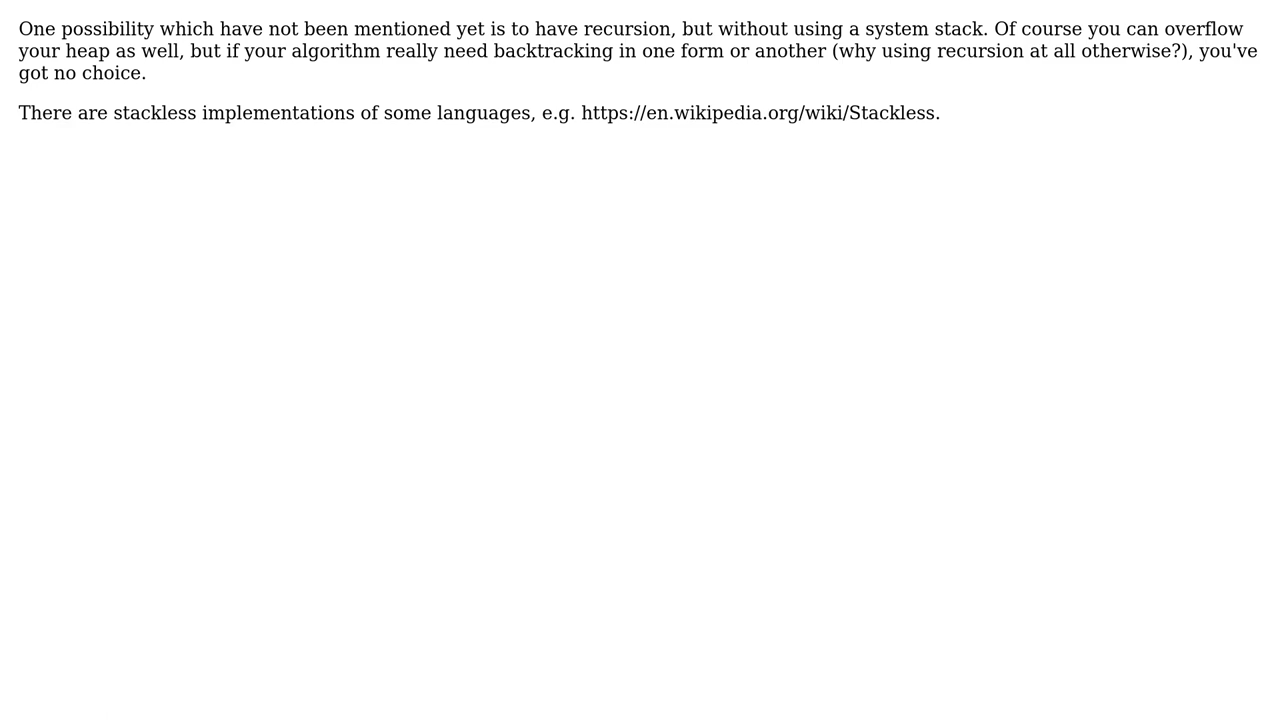 One possibility which have not been mentioned yet is to have recursion, but without using a system stack. Of course you can overflow
your heap as well, but if your algorithm really need backtracking in one form or another (why using recursion at all otherwise?), you've
got no choice.
There are stackless implementations of some languages, e.g. https://en.wikipedia.org/wiki/Stackless.